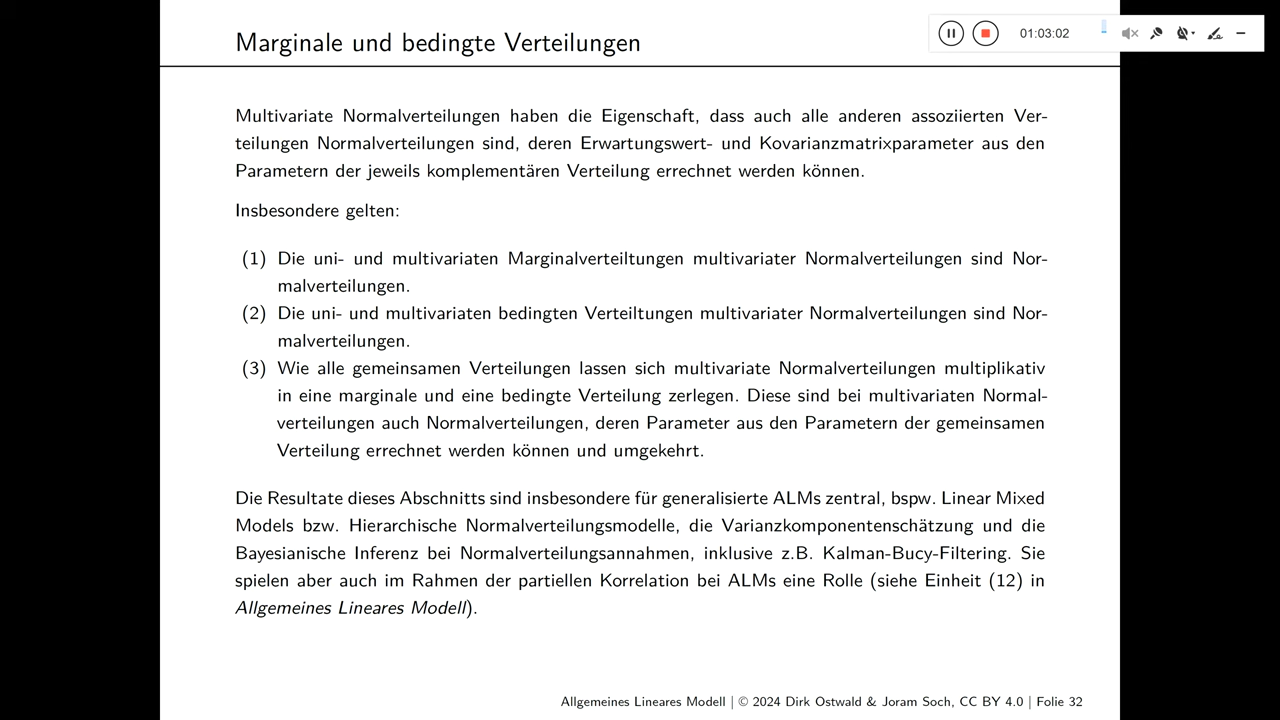 Marginale und bedingte Verteilungen
01:03:02
Multivariate Normalverteilungen haben die Eigenschaft, dass auch alle anderen assoziierten Ver-
teilungen Normalverteilungen sind, deren Erwartungswert- und Kovarianzmatrixparameter aus den
Parametern der jeweils komplementären Verteilung errechnet werden können.
Insbesondere gelten:
(1) Die uni- und multivariaten Marginalverteiltungen multivariater Normalverteilungen sind Nor-
malverteilungen.
(2) Die uni- und multivariaten bedingten Verteiltungen multivariater Normalverteilungen sind Nor-
malverteilungen.
(3) Wie alle gemeinsamen Verteilungen lassen sich multivariate Normalverteilungen multiplikativ
in eine marginale und eine bedingte Verteilung zerlegen. Diese sind bei multivariaten Normal-
verteilungen auch Normalverteilungen, deren Parameter aus den Parametern der gemeinsamen
Verteilung errechnet werden können und umgekehrt.
Die Resultate dieses Abschnitts sind insbesondere für generalisierte ALMs zentral, bspw. Linear Mixed
Models bzw. Hierarchische Normalverteilungsmodelle, die Varianzkomponentenschätzung und die
Bayesianische Inferenz bei Normalverteilungsannahmen, inklusive z.B. Kalman-Bucy-Filtering. Sie
spielen aber auch im Rahmen der partiellen Korrelation bei ALMs eine Rolle (siehe Einheit (12) in
Allgemeines Lineares Modell).
Allgemeines Lineares Modell | © 2024 Dirk Ostwald & Joram Soch, CC BY 4.0 | Folie 32